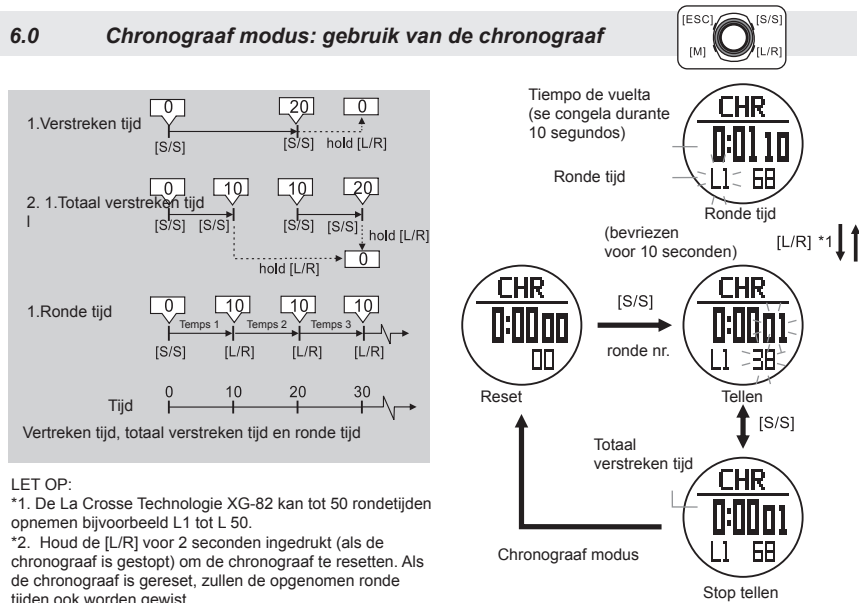 6.0 Chronograaf modus: gebruik van de chronograaf
[ESC] [S/S]
[M] [L/R]
1.Verstreken tijd
0 20 0
[S/S] [S/S] hold [L/R]
2. 1.Totaal verstreken tijd
l
0 10 10 20
[S/S] [S/S] [S/S] [S/S]
hold [L/R]
hold [L/R]
0
1.Ronde tijd
0 10 10 10
Temps 1 Temps 2 Temps 3
[S/S] [L/R] [L/R] [L/R]
Tijd
0 10 20 30
Vertreken tijd, totaal verstreken tijd en ronde tijd
LET OP:
*1. De La Crosse Technologie XG-82 kan tot 50 rondetijden
opnemen bijvoorbeeld L1 tot L 50.
*2. Houd de [L/R] voor 2 seconden ingedrukt (als de
chronograaf is gestopt) om de chronograaf te resetten. Als
de chronograaf is gereset, zullen de opgenomen ronde
tijden ook worden gewist.
Tiempo de vuelta
(se congela durante
10 segundos)
Ronde tijd
CHR
0:01 10
L1 68
Ronde tijd
(bevriezen
voor 10 seconden)
[L/R] *1
CHR
0:00 00
00
Reset
[S/S]
ronde nr.
CHR
0:00 01
L1 38
Tellen
[S/S]
Totaal
verstreken tijd
CHR
0:00 01
L1 68
Stop tellen
Chronograaf modus